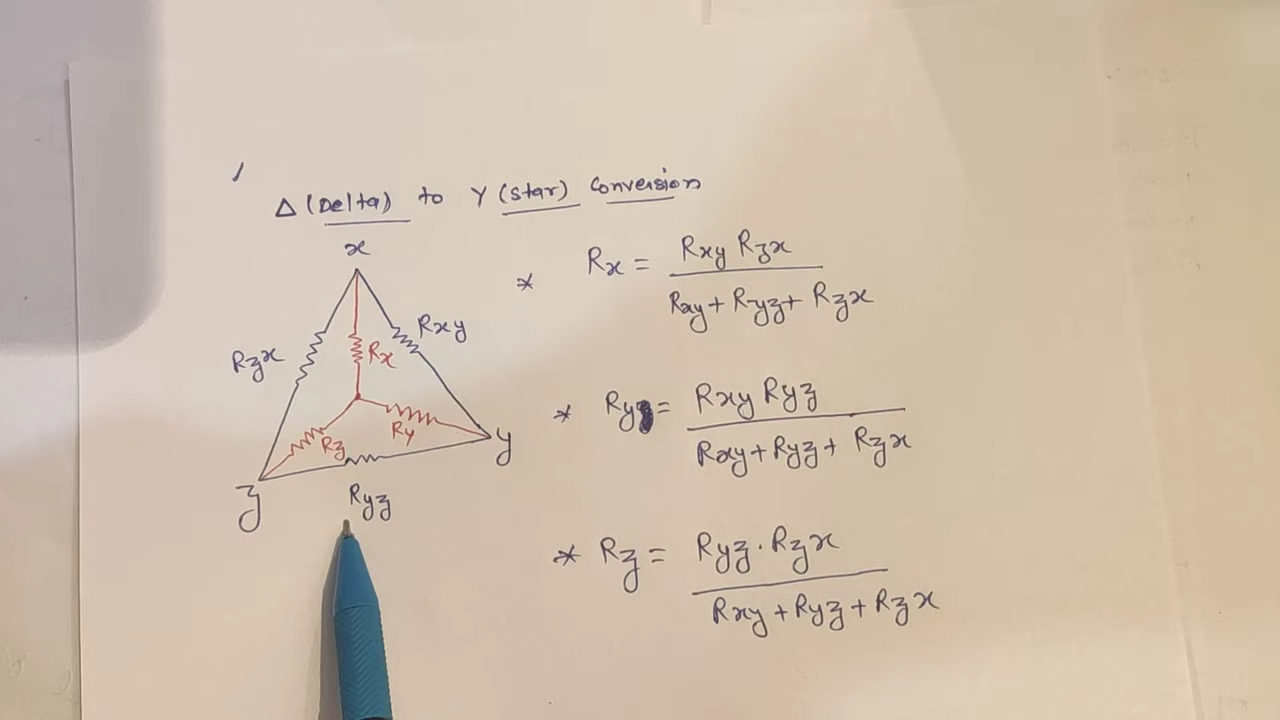 Δ (Delta) to Y (star) Conversion
x
* Rx = Rxy Rzx
Rxy + Ryz + Rzx
Rzx
Rxy
Rx
* Ry = Rxy Ryz
Rxy + Ryz + Rzx
Rz
Ry
y
z
Ryz
* Rz = Ryz . Rzx
Rxy + Ryz + Rzx